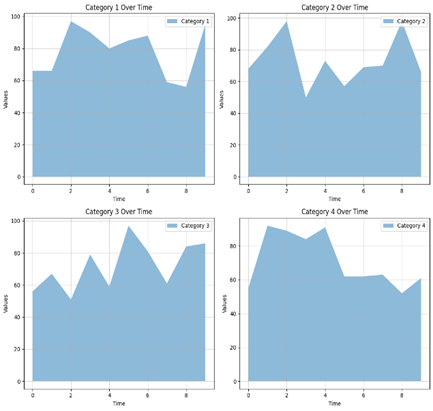 Category 1 Over Time
Category 1
100
80
60
40
20
0
Values
0 2 4 6 8
Time
Category 2 Over Time
Category 2
100
80
60
40
20
0
Values
0 2 4 6 8
Time
Category 3 Over Time
Category 3
100
80
60
40
20
0
Values
0 2 4 6 8
Time
Category 4 Over Time
Category 4
80
60
40
20
0
Values
0 2 4 6 8
Time